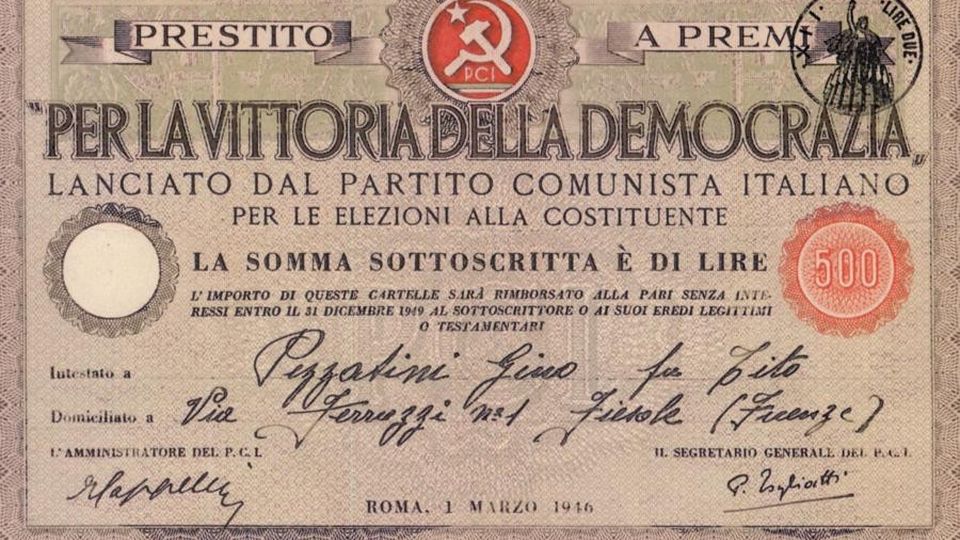 PRESTITO A PREMI
PCI
LIRE DUE
"PER LA VITTORIA DELLA DEMOCRAZIA„
LANCIATO DAL PARTITO COMUNISTA ITALIANO
PER LE ELEZIONI ALLA COSTITUENTE
LA SOMMA SOTTOSCRITTA È DI LIRE 500
L'IMPORTO DI QUESTE CARTELLE SARÀ RIMBORSATO ALLA PARI SENZA INTE-
RESSI ENTRO IL 31 DICEMBRE 1949 AL SOTTOSCRITTORE O AI SUOI EREDI LEGITTIMI
O TESTAMENTARI
Intestato a Pezzatini Gino fu Tito
Domiciliato a Via Ferruzzi nº 1 Fiesole (Firenze)
L'AMMINISTRATORE DEL P.C.I. IL SEGRETARIO GENERALE DEL P.C.I.
P. Togliatti
ROMA, 1 MARZO 1946